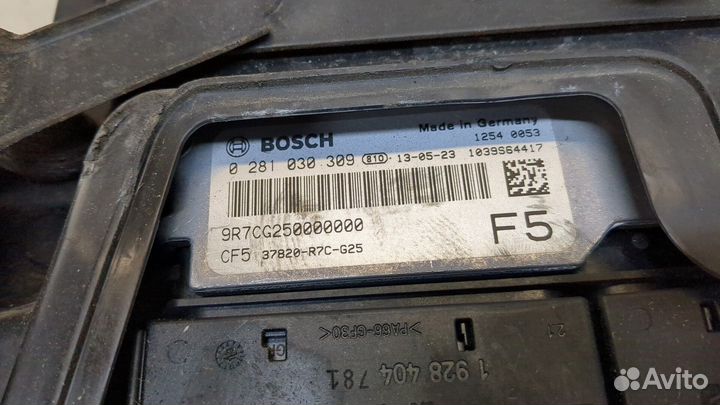 BOSCH
Made in Germany
1254 0053
0 281 030 309 810 13-05-23 1039S64417
9R7CG250000000
CF5 37820-R7C-G25
F5
>PA66-GF30<
21
1 928 404 781
Avito